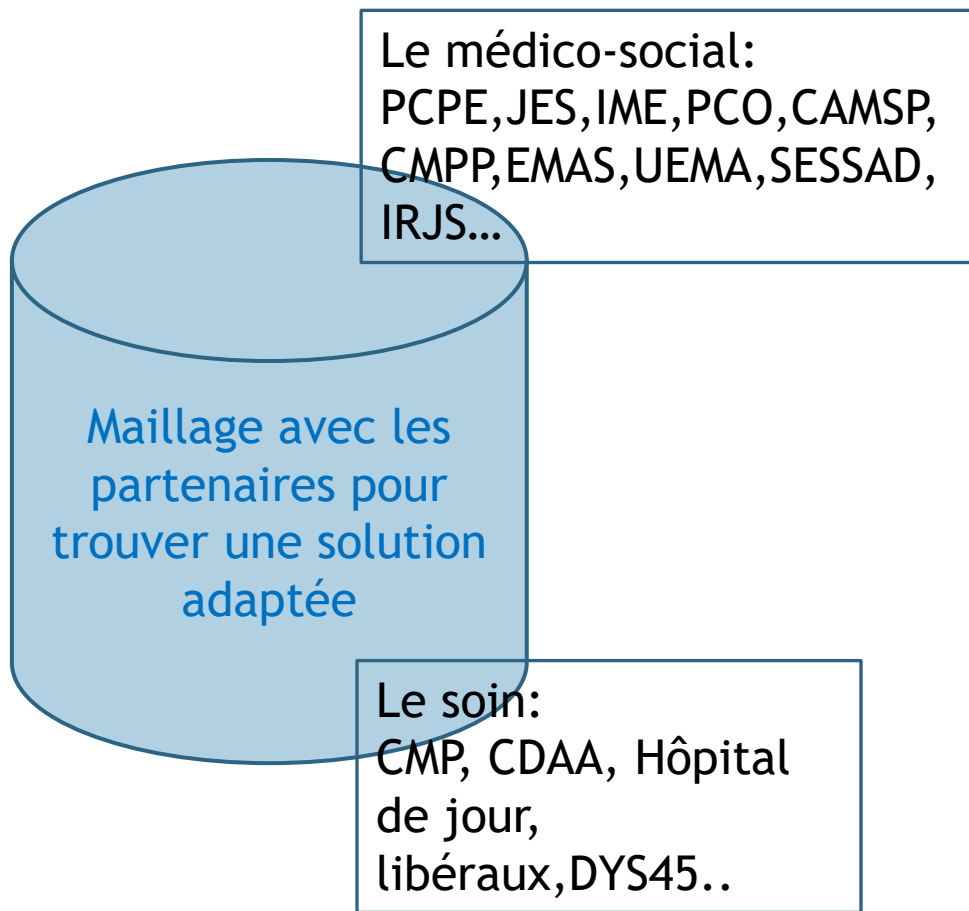 Le médico-social:
PCPE,JES,IME,PCO,CAMSP,
CMPP,EMAS,UEMA,SESSAD,
IRJS…
Maillage avec les
partenaires pour
trouver une solution
adaptée
Le soin:
CMP, CDAA, Hôpital
de jour,
libéraux,DYS45..